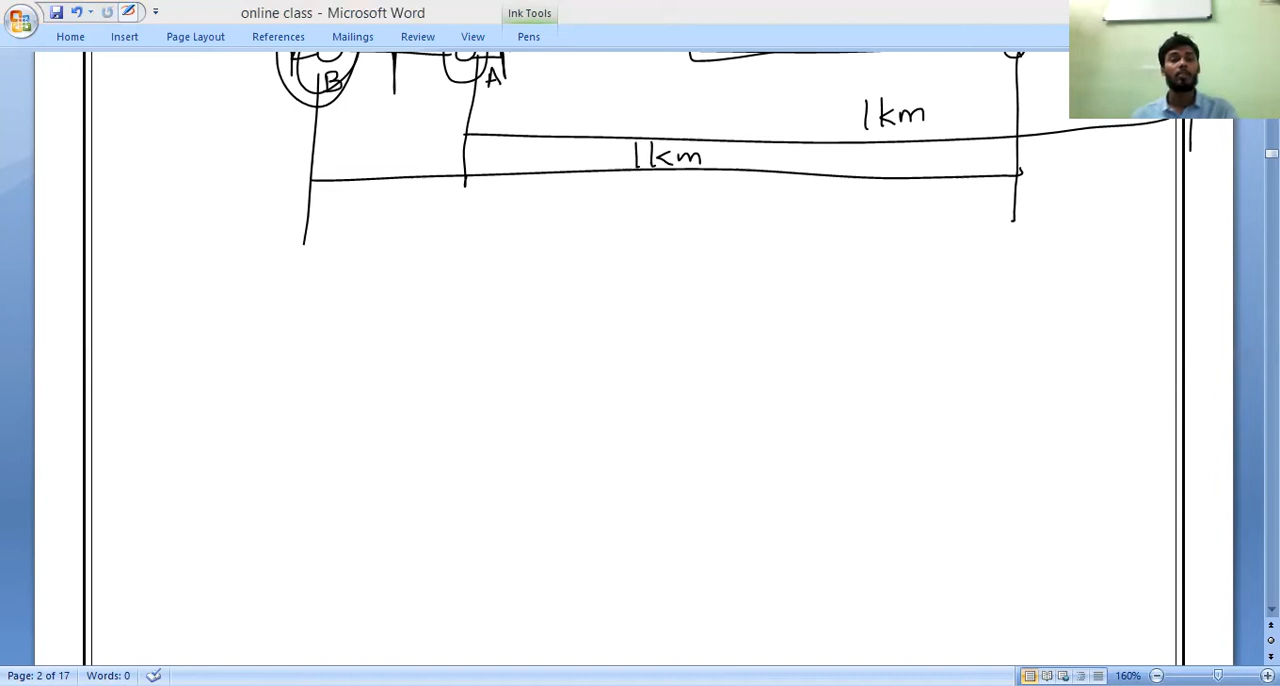 online class - Microsoft Word
Ink Tools
Home Insert Page Layout References Mailings Review View Pens
B
A
1km
1km
Page: 2 of 17 Words: 0 160%